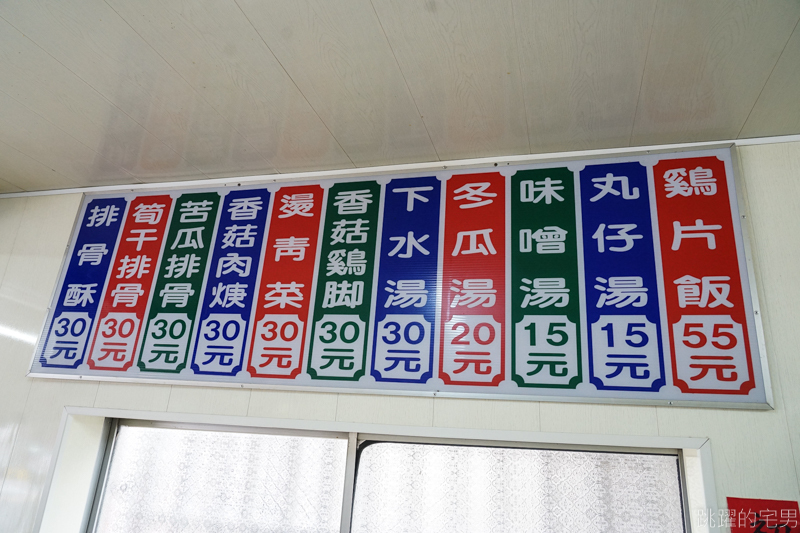 鷄片飯 55元
丸仔湯 15元
味噌湯 15元
冬瓜湯 20元
下水湯 30元
香菇鷄脚 30元
燙青菜 30元
香菇肉焿 30元
苦瓜排骨 30元
筍干排骨 30元
排骨酥 30元
跳躍的宅男